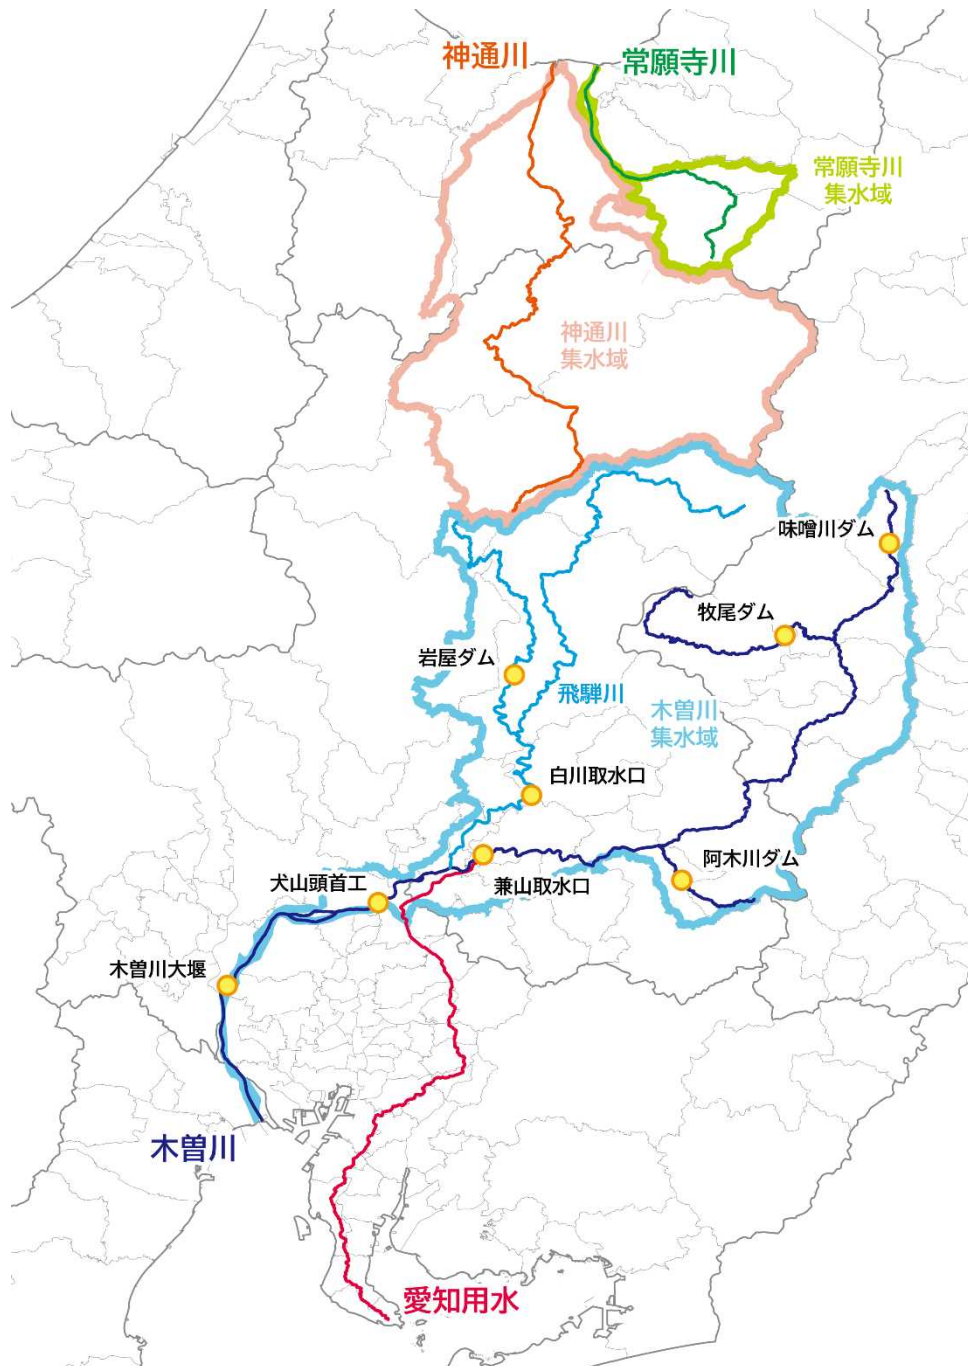 神通川
常願寺川
常願寺川
集水域
神通川
集水域
味噌川ダム
牧尾ダム
岩屋ダム
飛騨川
木曽川
集水域
白川取水口
阿木川ダム
犬山頭首工
兼山取水口
木曽川大堰
木曽川
愛知用水